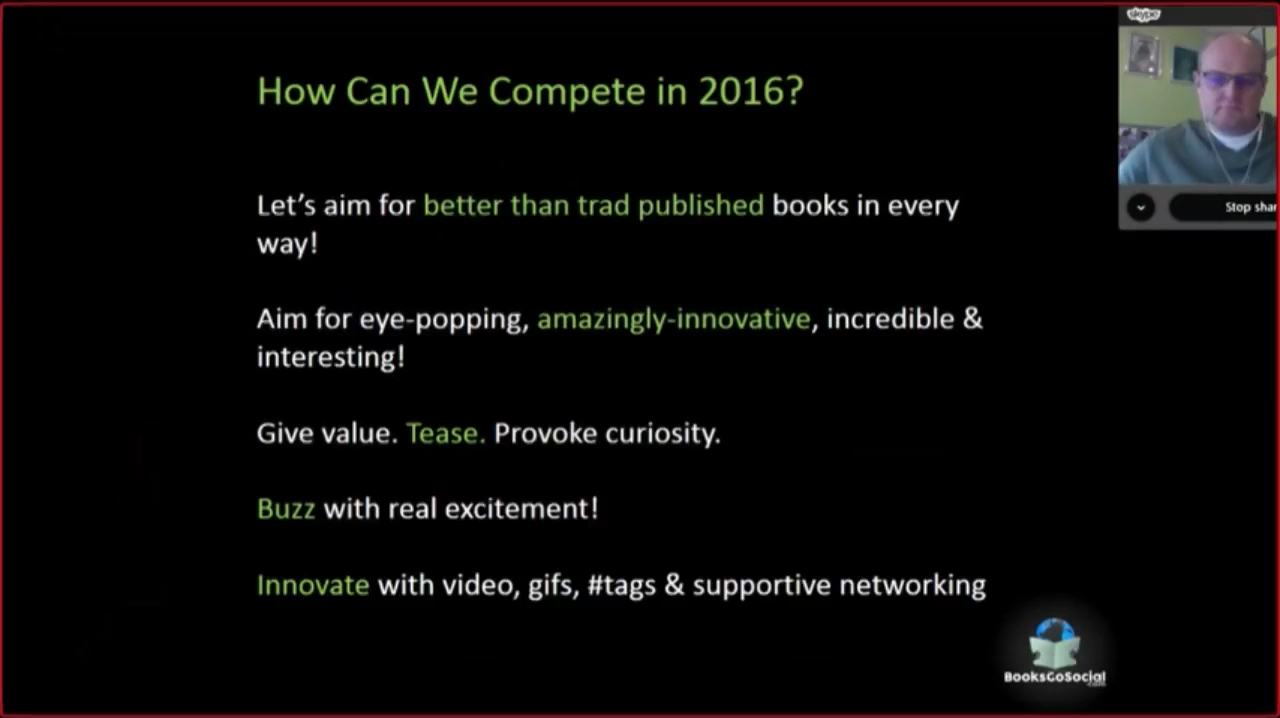 skype
How Can We Compete in 2016?
Let's aim for better than trad published books in every
way!
Stop shar
Aim for eye-popping, amazingly-innovative, incredible &
interesting!
Give value. Tease. Provoke curiosity.
Buzz with real excitement!
Innovate with video, gifs, #tags & supportive networking
BooksGoSocial
.com